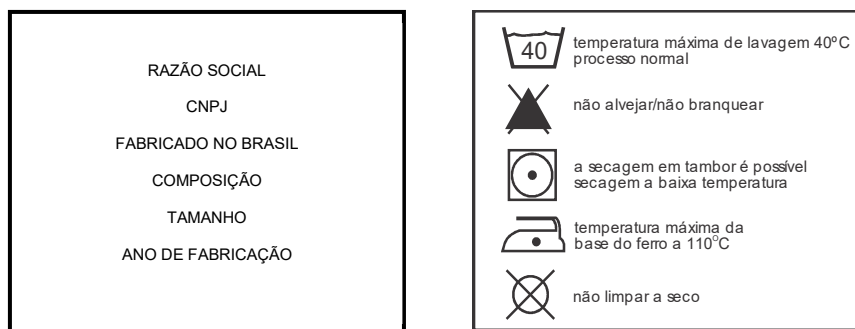 RAZÃO SOCIAL
CNPJ
FABRICADO NO BRASIL
COMPOSIÇÃO
TAMANHO
ANO DE FABRICAÇÃO
40
temperatura máxima de lavagem 40ºC
processo normal
não alvejar/não branquear
a secagem em tambor é possível
secagem a baixa temperatura
temperatura máxima da
base do ferro a 110°C
não limpar a seco